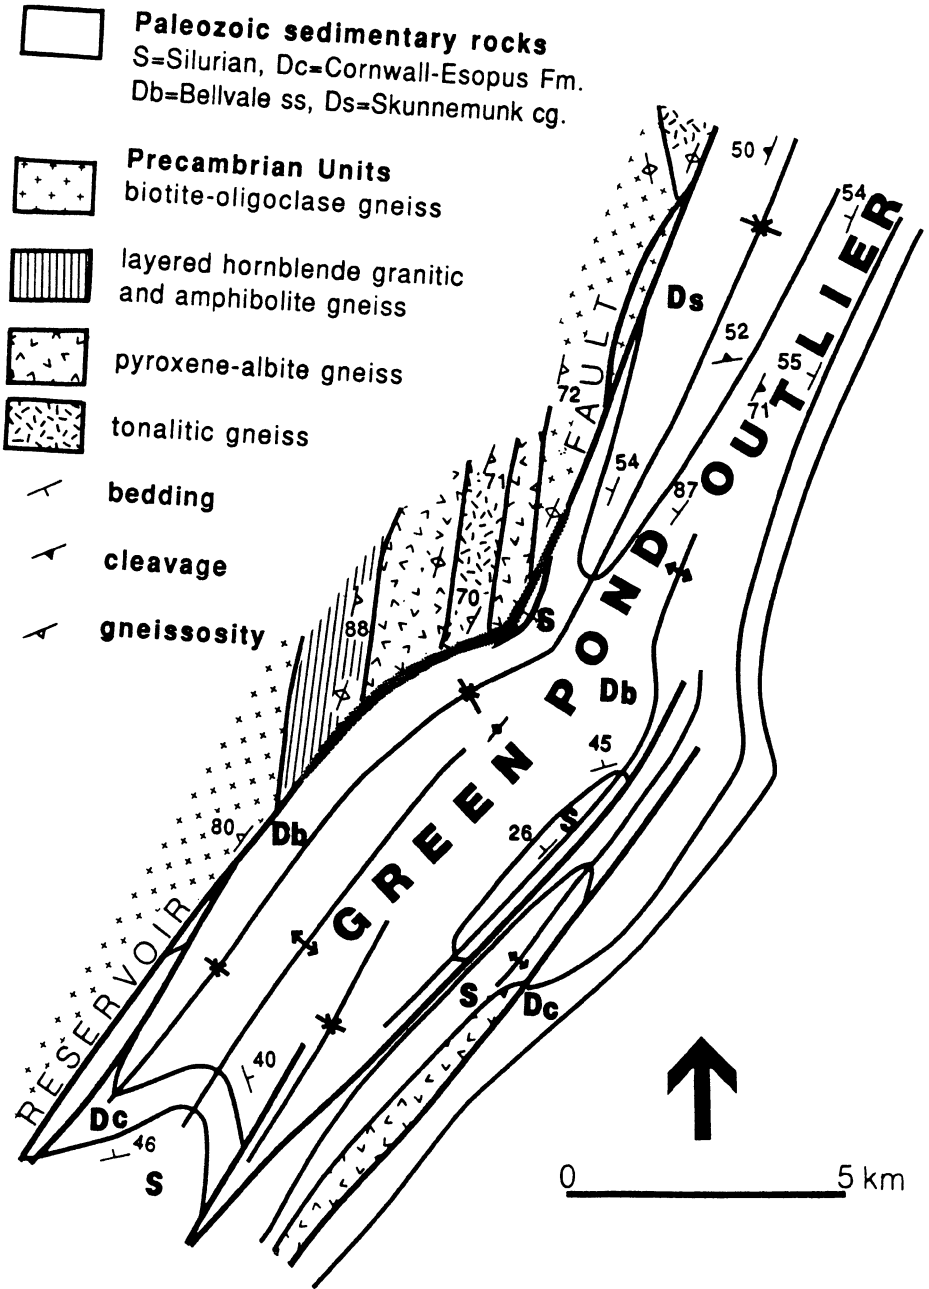 Paleozoic sedimentary rocks
S=Silurian, Dc=Cornwall-Esopus Fm.
Db=Bellvale ss, Ds=Skunnemunk cg.
Precambrian Units
biotite-oligoclase gneiss
layered hornblende granitic
and amphibolite gneiss
pyroxene-albite gneiss
tonalitic gneiss
bedding
cleavage
gneissosity
50
54
Ds
52
55
71
72
54
87
71
70
88
S
Db
45
S
26
80
Db
S
Dc
40
Dc
46
S
RESERVOIR FAULT
GREEN POND OUTLIER
0 5 km